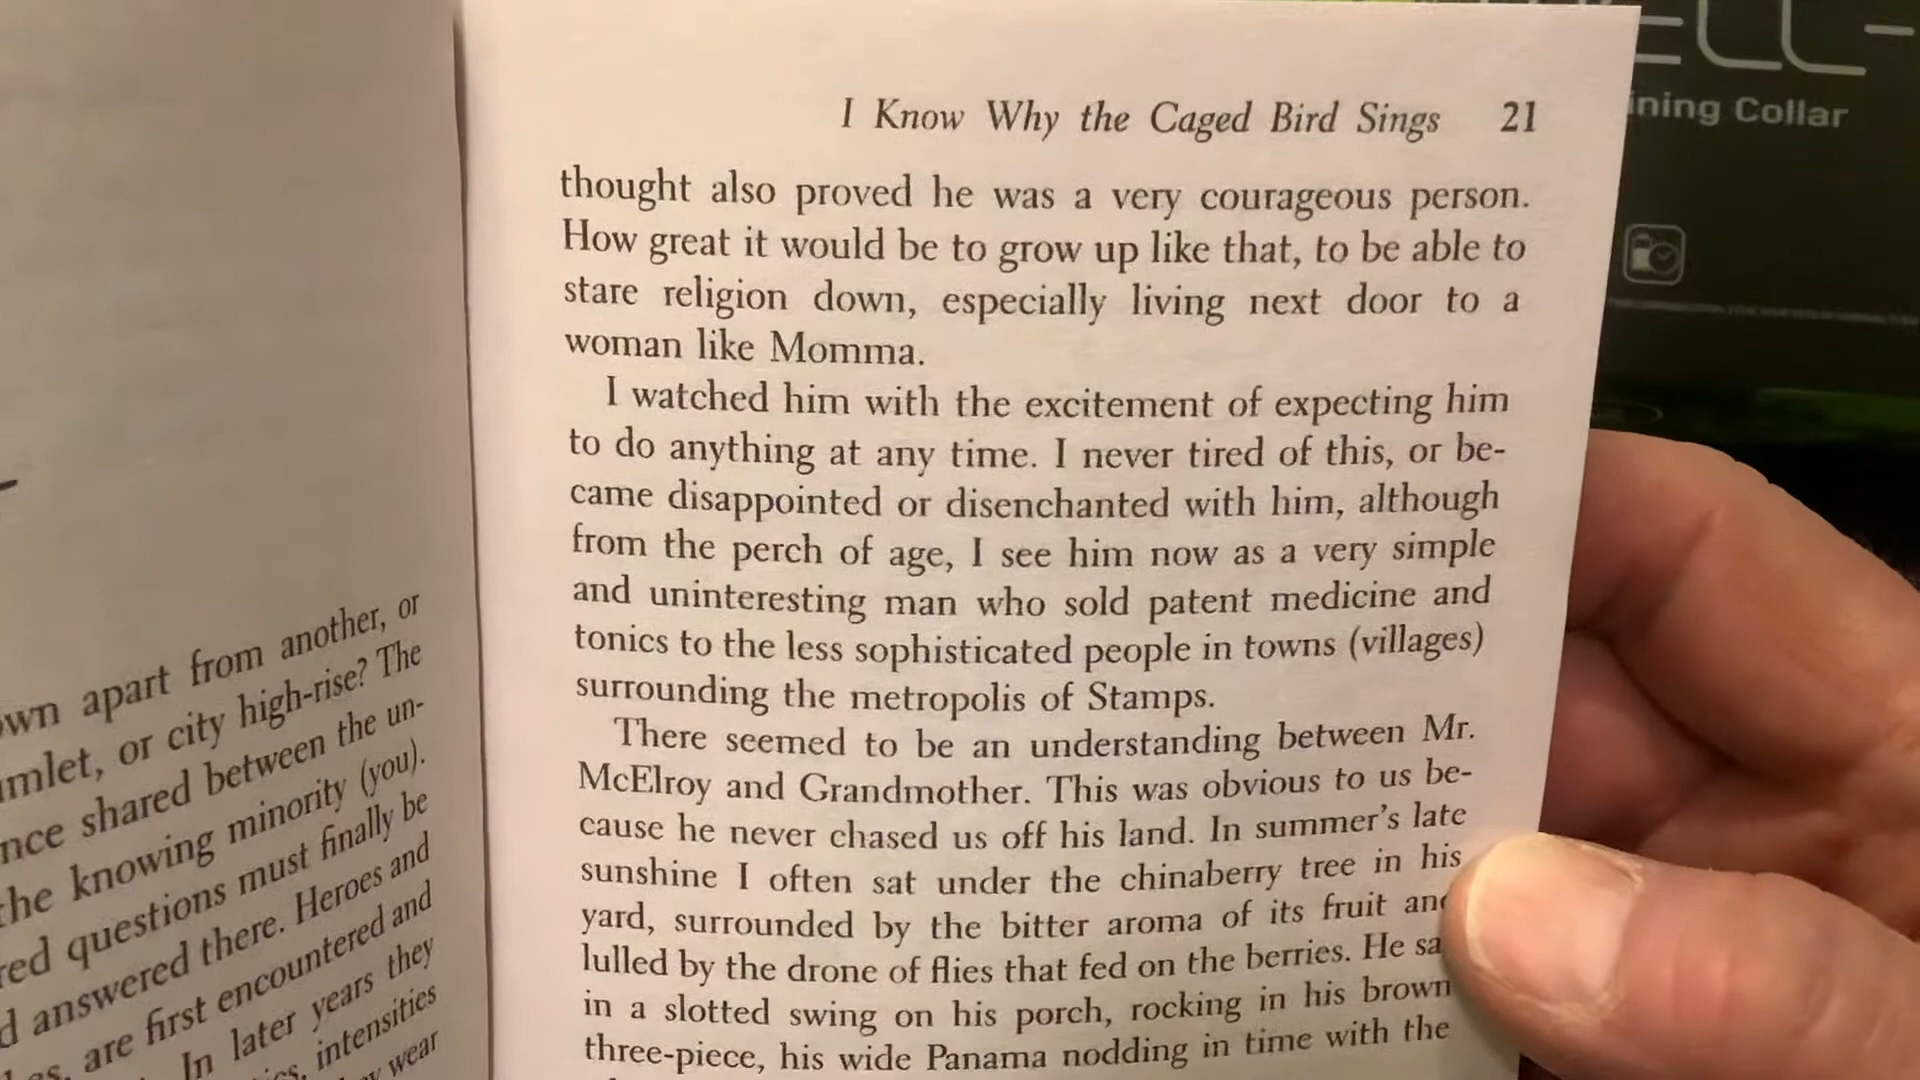 apart from another, or
or city high-rise? The
shared between the un-
the knowing minority (you).
questions must finally be
answered there. Heroes and
are first encountered and
In later years they
intensities
wear
I Know Why the Caged Bird Sings 21
thought also proved he was a very courageous person.
How great it would be to grow up like that, to be able to
stare religion down, especially living next door to a
woman like Momma.
I watched him with the excitement of expecting him
to do anything at any time. I never tired of this, or be-
came disappointed or disenchanted with him, although
from the perch of age, I see him now as a very simple
and uninteresting man who sold patent medicine and
tonics to the less sophisticated people in towns (villages)
surrounding the metropolis of Stamps.
There seemed to be an understanding between Mr.
McElroy and Grandmother. This was obvious to us be-
cause he never chased us off his land. In summer's late
sunshine I often sat under the chinaberry tree in his
yard, surrounded by the bitter aroma of its fruit and
lulled by the drone of flies that fed on the berries. He
in a slotted swing on his porch, rocking in his brown
three-piece, his wide Panama nodding in time with the
Collar